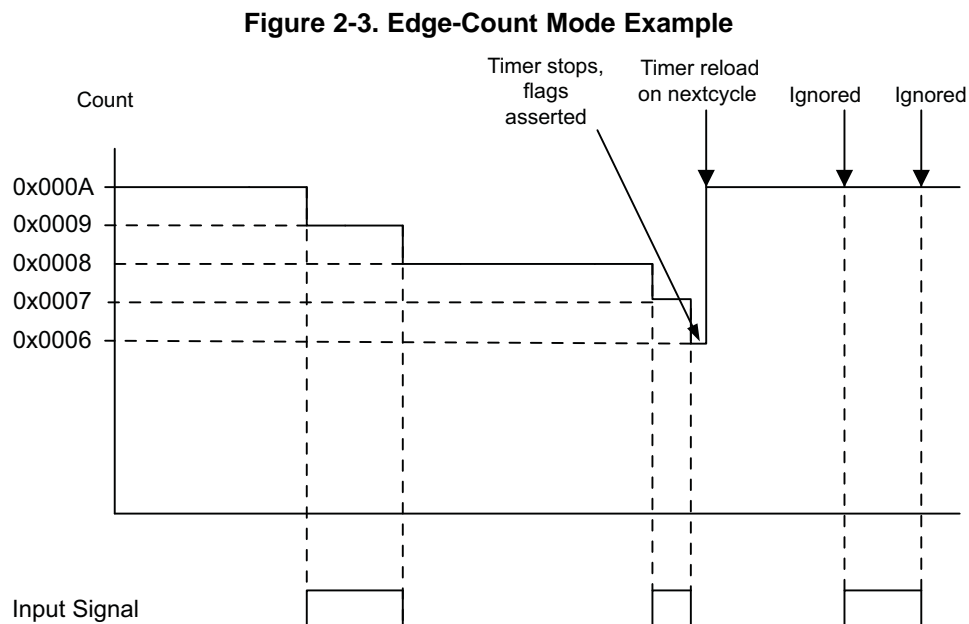 Figure 2-3. Edge-Count Mode Example
Count
Timer stops,
flags
asserted
Timer reload
on nextcycle
Ignored
Ignored
0x000A
0x0009
0x0008
0x0007
0x0006
Input Signal